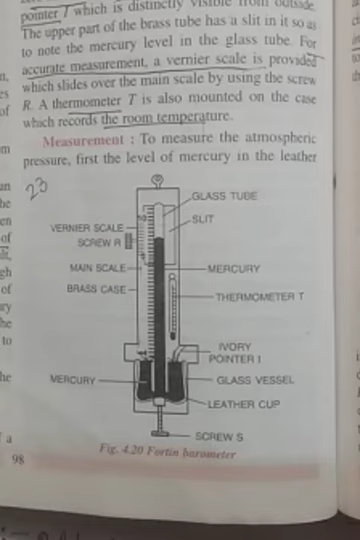 pointer I which is distinctly visible from outside.
The upper part of the brass tube has a slit in it so as
to note the mercury level in the glass tube. For
accurate measurement, a vernier scale is provided
which slides over the main scale by using the screw
R. A thermometer T is also mounted on the case
which records the room temperature.
Measurement : To measure the atmospheric
pressure, first the level of mercury in the leather
23
GLASS TUBE
SLIT
VERNIER SCALE
SCREW R
MAIN SCALE
MERCURY
BRASS CASE
THERMOMETER T
IVORY
POINTER I
MERCURY
GLASS VESSEL
LEATHER CUP
SCREW S
Fig. 4.20 Fortin barometer
98